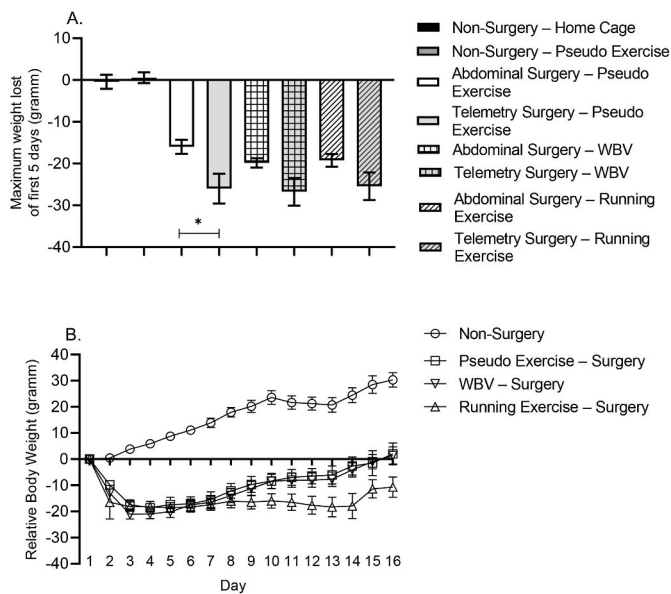 A.
Maximum weight lost
of first 5 days (gramm)
10
0
-10
-20
-30
-40
*
Non-Surgery – Home Cage
Non-Surgery – Pseudo Exercise
Abdominal Surgery – Pseudo
Exercise
Telemetry Surgery – Pseudo
Exercise
Abdominal Surgery – WBV
Telemetry Surgery – WBV
Abdominal Surgery – Running
Exercise
Telemetry Surgery – Running
Exercise
B.
Relative Body Weight (gramm)
40
30
20
10
0
-10
-20
-30
-40
1 2 3 4 5 6 7 8 9 10 11 12 13 14 15 16
Day
Non-Surgery
Pseudo Exercise – Surgery
WBV – Surgery
Running Exercise – Surgery